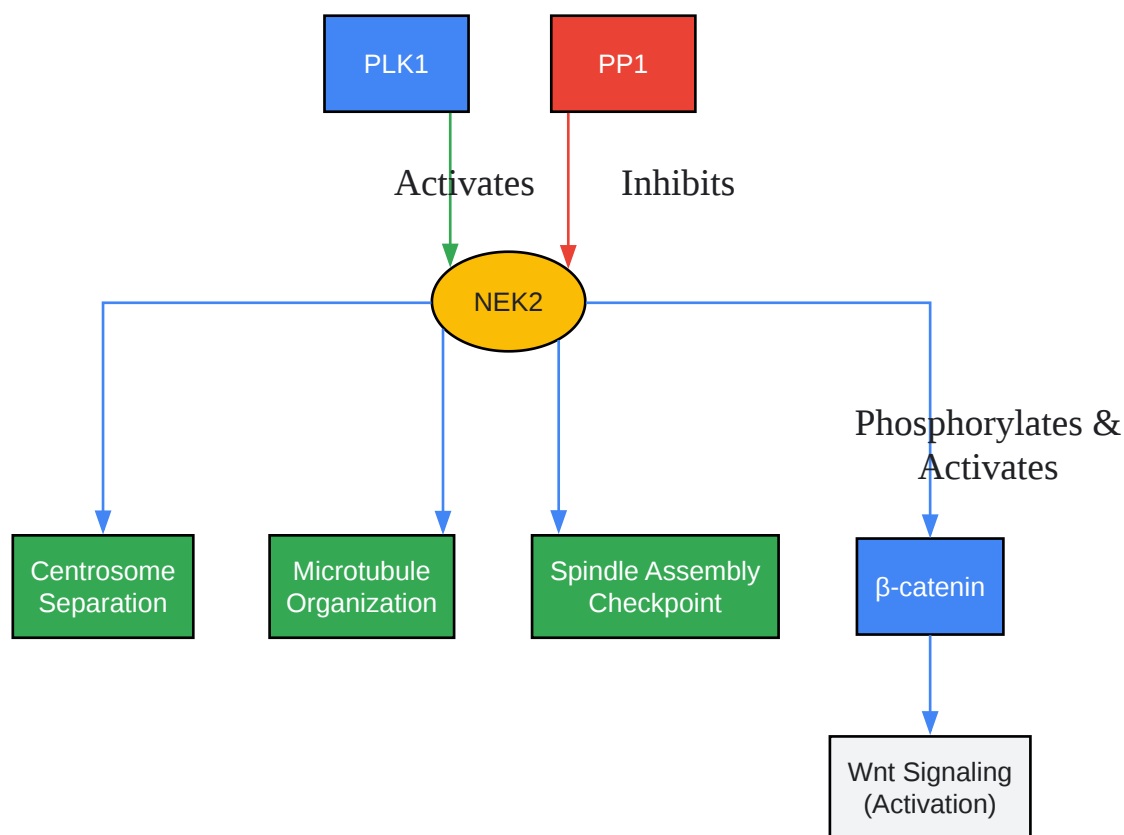 PLK1
PP1
Activates
Inhibits
NEK2
Phosphorylates &
Activates
Centrosome
Separation
Microtubule
Organization
Spindle Assembly
Checkpoint
β-catenin
Wnt Signaling
(Activation)